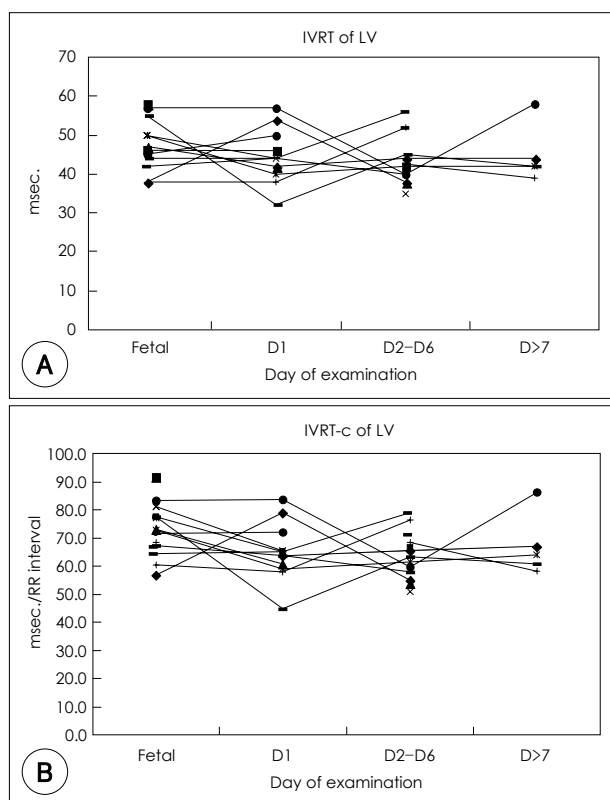 IVRT of LV
70
60
50
40
30
20
10
0
msec.
Fetal D1 D2–D6 D>7
Day of examination
A
IVRT-c of LV
100.0
90.0
80.0
70.0
60.0
50.0
40.0
30.0
20.0
10.0
0.0
msec./RR interval
Fetal D1 D2–D6 D>7
Day of examination
B